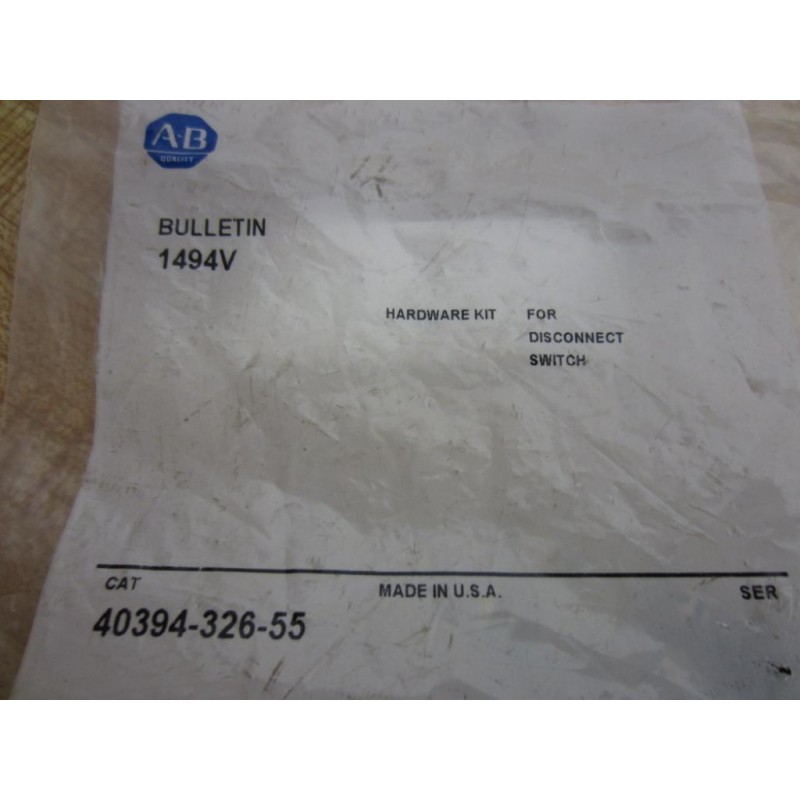 A-B
QUALITY
BULLETIN
1494V
HARDWARE KIT FOR
DISCONNECT
SWITCH
CAT MADE IN U.S.A. SER
40394-326-55